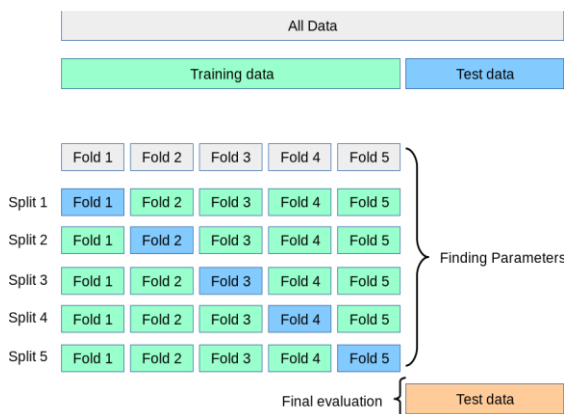 All Data
Training data Test data
Fold 1 Fold 2 Fold 3 Fold 4 Fold 5
Split 1 Fold 1 Fold 2 Fold 3 Fold 4 Fold 5
Split 2 Fold 1 Fold 2 Fold 3 Fold 4 Fold 5
Finding Parameters
Split 3 Fold 1 Fold 2 Fold 3 Fold 4 Fold 5
Split 4 Fold 1 Fold 2 Fold 3 Fold 4 Fold 5
Split 5 Fold 1 Fold 2 Fold 3 Fold 4 Fold 5
Final evaluation Test data